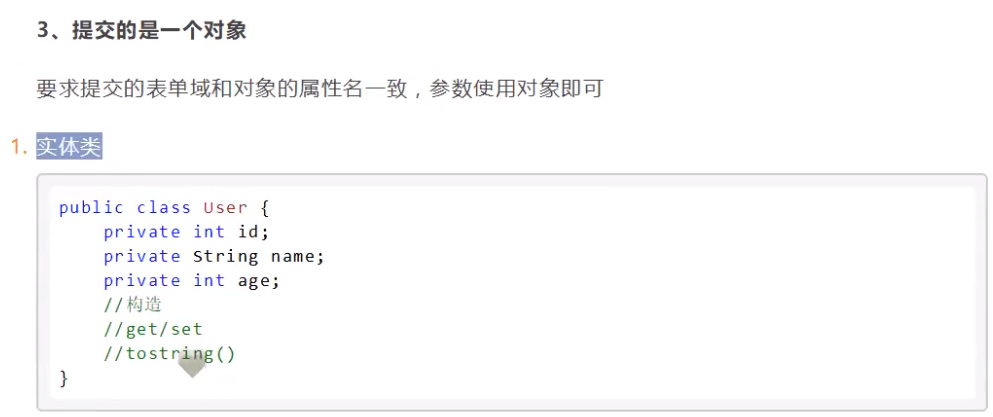 3、提交的是一个对象
要求提交的表单域和对象的属性名一致，参数使用对象即可
1. 实体类
public class User {
    private int id;
    private String name;
    private int age;
    //构造
    //get/set
    //tostring()
}